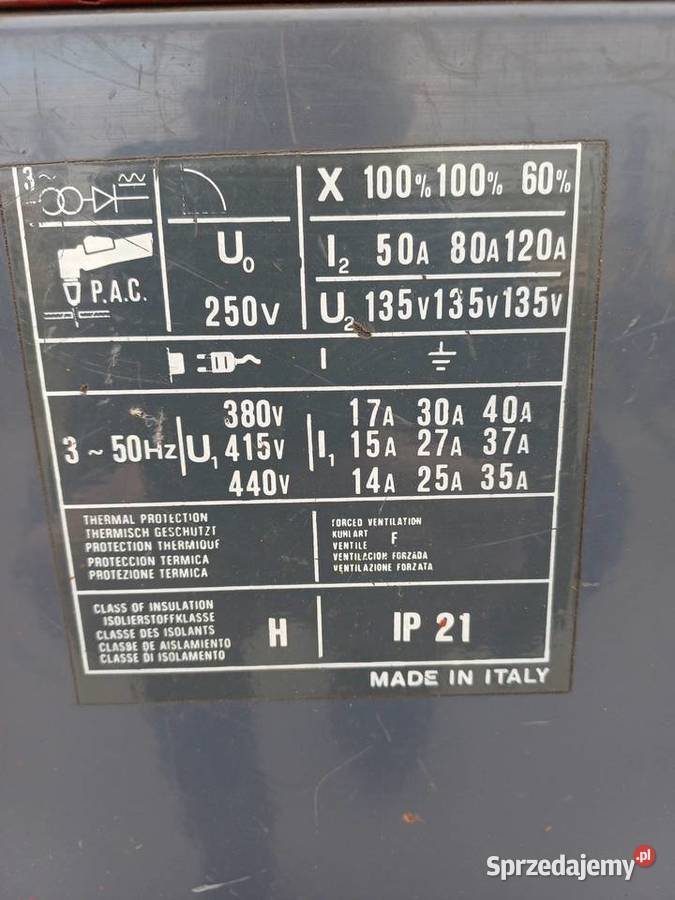 3~
X 100% 100% 60%
U0
I2 50A 80A 120A
P.A.C.
250V
U2 135V 135V 135V
I
3 ~ 50Hz U1 I1
380V 17A 30A 40A
415V 15A 27A 37A
440V 14A 25A 35A
THERMAL PROTECTION
THERMISCH GESCHUTZT
PROTECTION THERMIQUE
PROTECCION TERMICA
PROTEZIONE TERMICA
FORCED VENTILATION
KUHLART
VENTILE
F
VENTILACION FORZADA
VENTILAZIONE FORZATA
CLASS OF INSULATION
ISOLIERSTOFFKLASSE
CLASSE DES ISOLANTS
CLASSE DE AISLAMIENTO
CLASSE DI ISOLAMENTO
H
IP 21
MADE IN ITALY
Sprzedajemy.pl